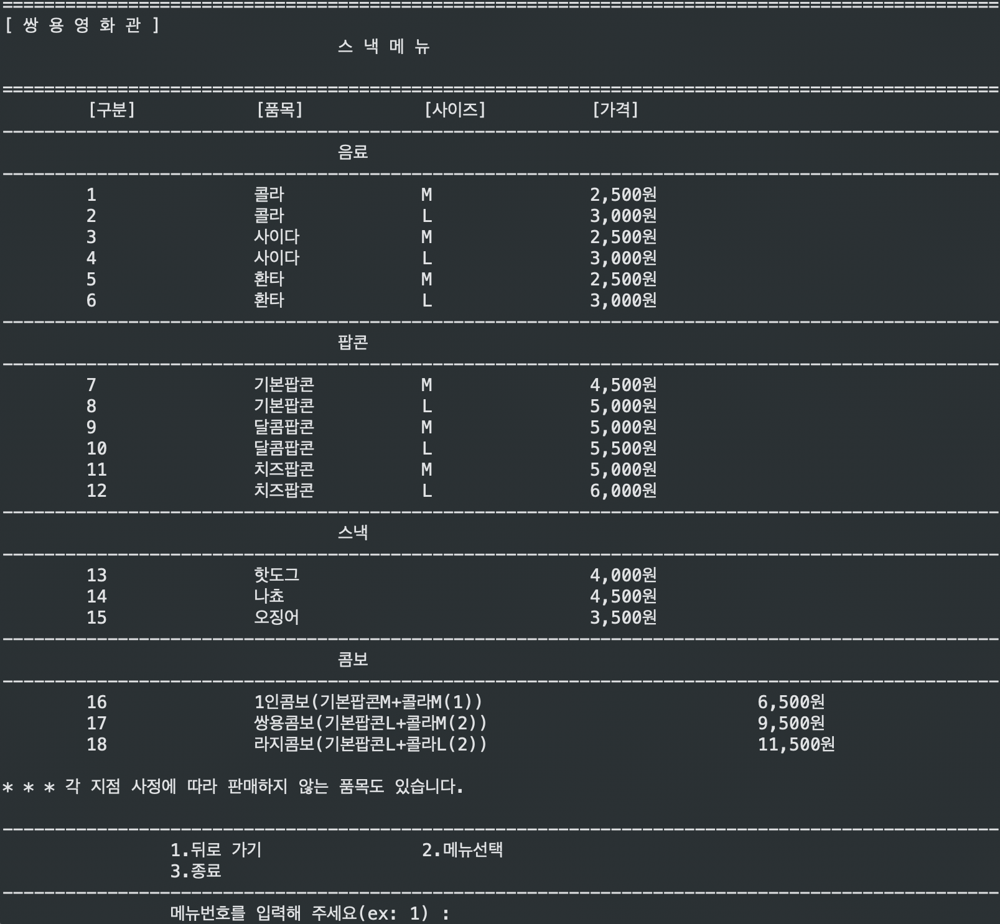 [ 쌍 용 영 화 관 ]
스 낵 메 뉴
[구분] [품목] [사이즈] [가격]
음료
1 콜라 M 2,500원
2 콜라 L 3,000원
3 사이다 M 2,500원
4 사이다 L 3,000원
5 환타 M 2,500원
6 환타 L 3,000원
팝콘
7 기본팝콘 M 4,500원
8 기본팝콘 L 5,000원
9 달콤팝콘 M 5,000원
10 달콤팝콘 L 5,500원
11 치즈팝콘 M 5,000원
12 치즈팝콘 L 6,000원
스낵
13 핫도그 4,000원
14 나쵸 4,500원
15 오징어 3,500원
콤보
16 1인콤보(기본팝콘M+콜라M(1)) 6,500원
17 쌍용콤보(기본팝콘L+콜라M(2)) 9,500원
18 라지콤보(기본팝콘L+콜라L(2)) 11,500원
* * * 각 지점 사정에 따라 판매하지 않는 품목도 있습니다.
1.뒤로 가기 2.메뉴선택
3.종료
메뉴번호를 입력해 주세요(ex: 1) :